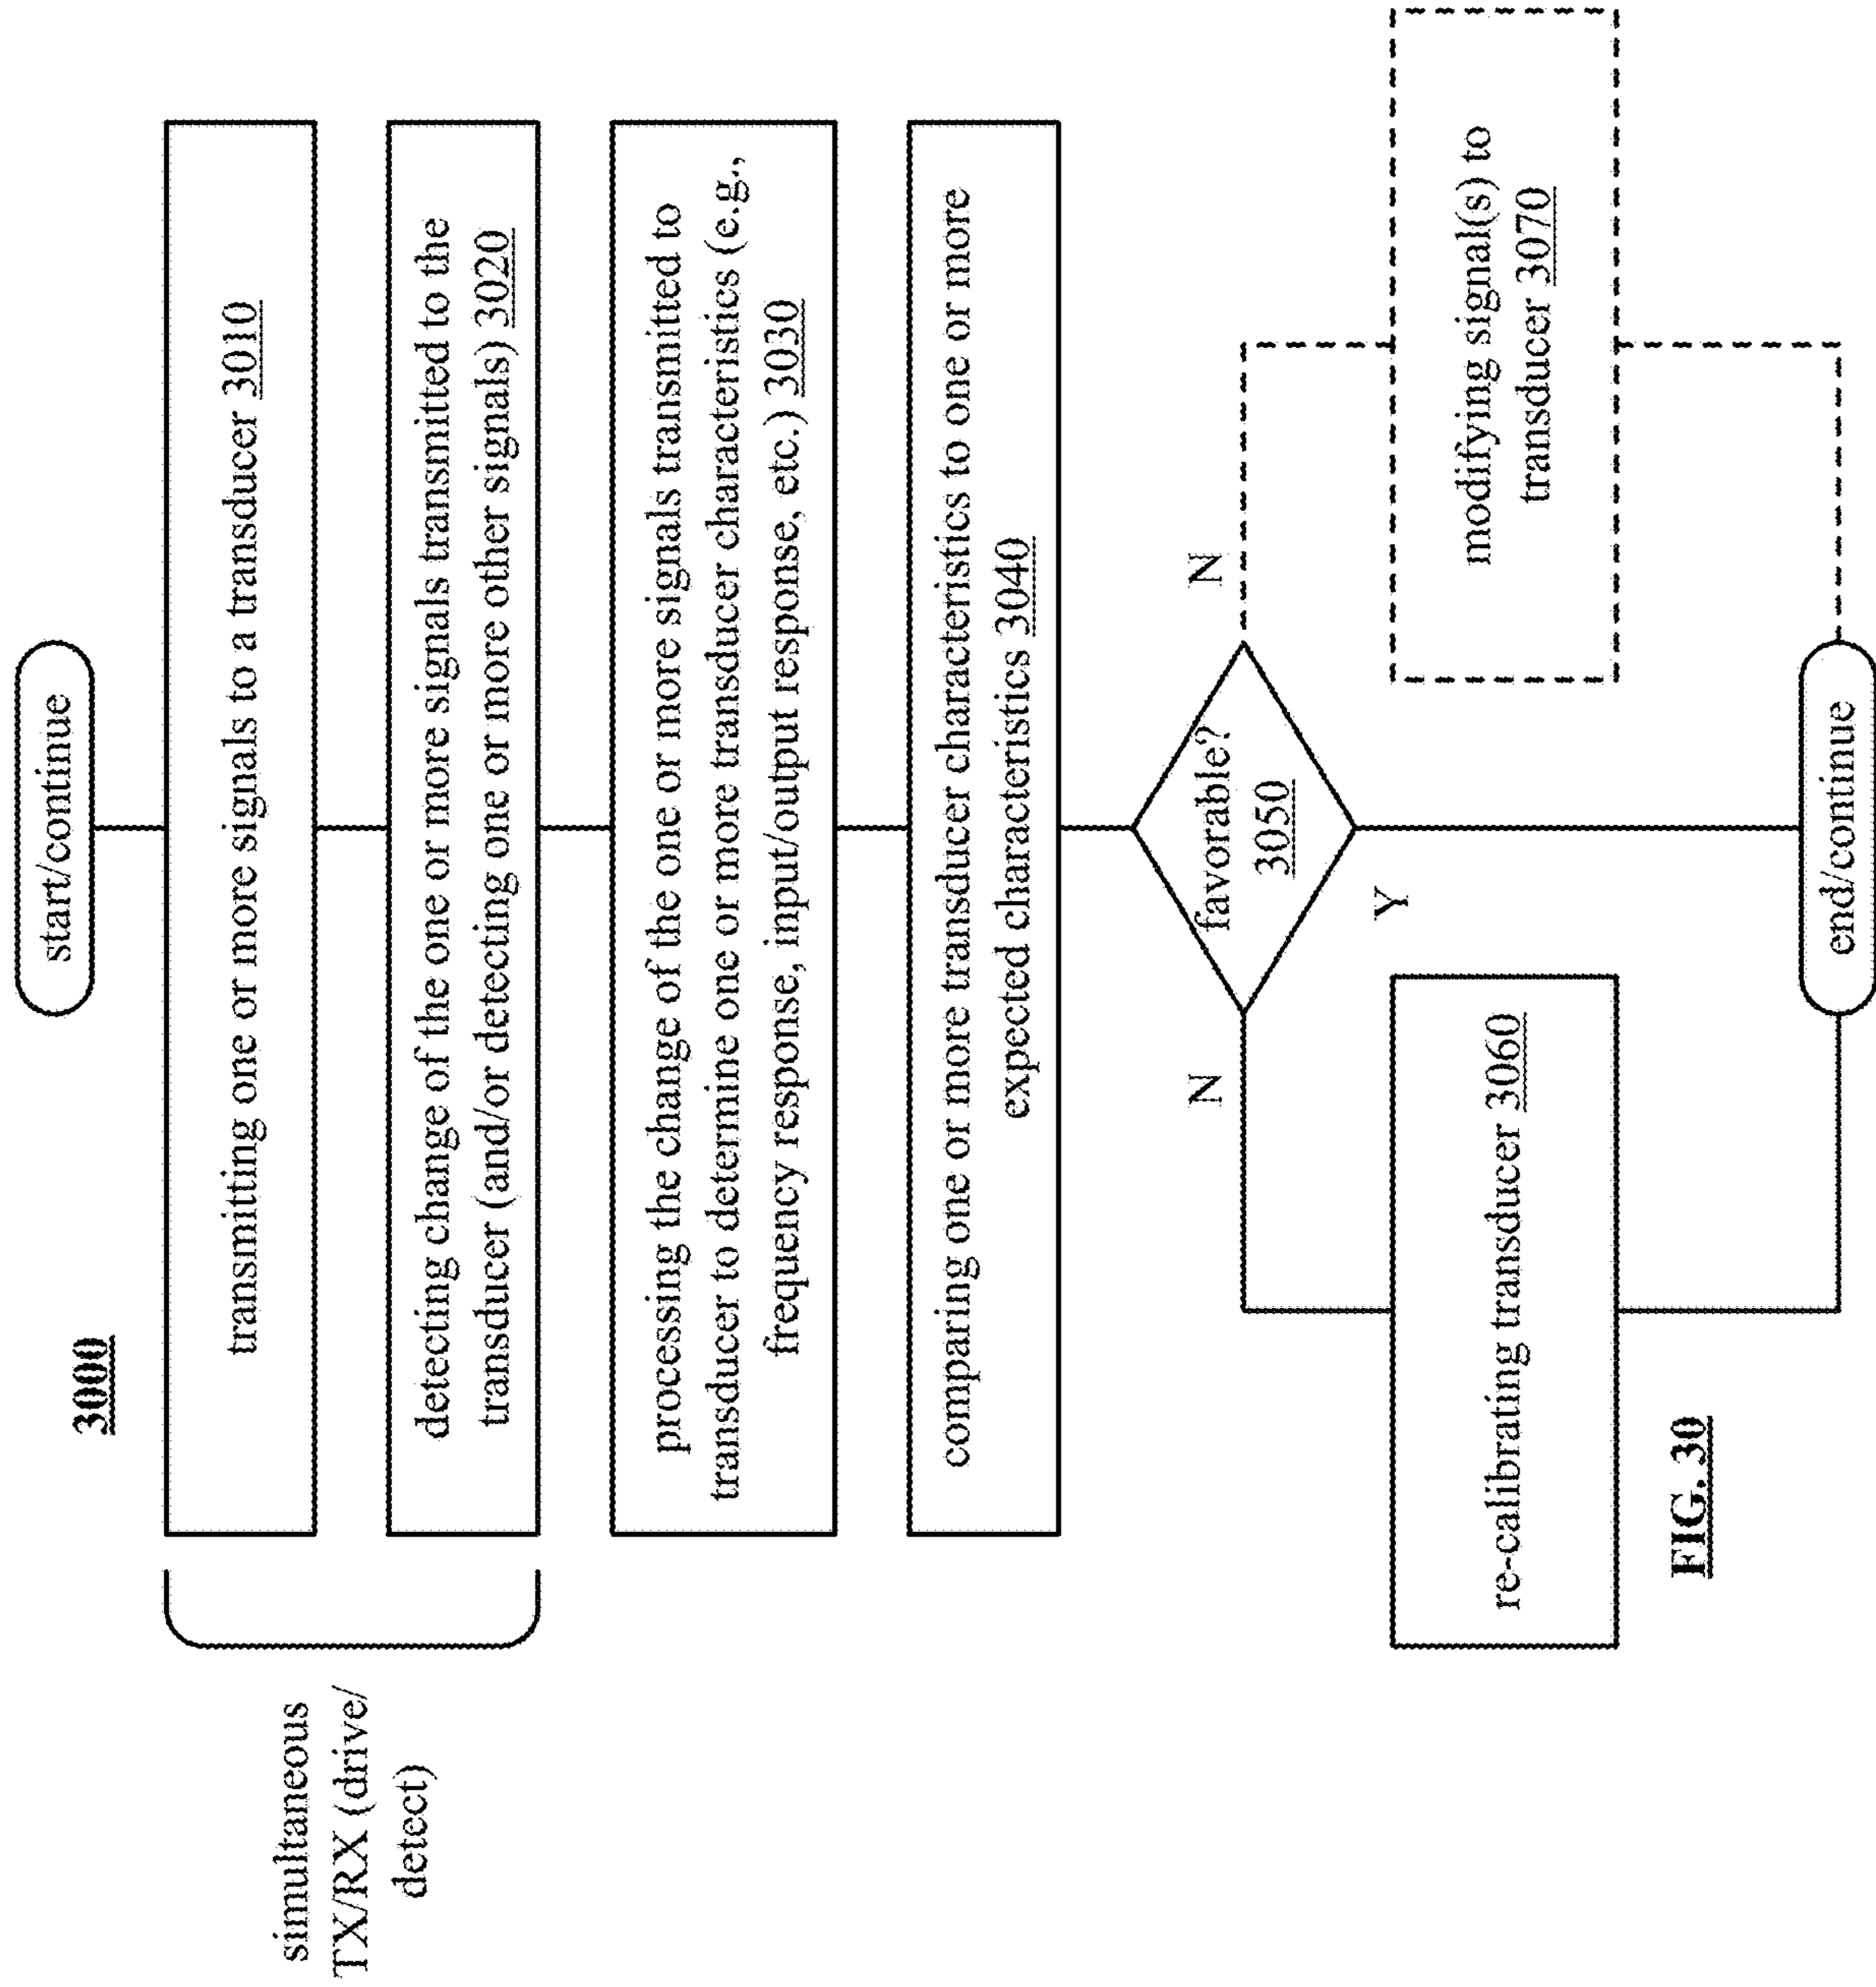 3000
start/continue
simultaneous
TX/RX (drive/
detect)
transmitting one or more signals to a transducer 3010
detecting change of the one or more signals transmitted to the
transducer (and/or detecting one or more other signals) 3020
processing the change of the one or more signals transmitted to
transducer to determine one or more transducer characteristics (e.g.,
frequency response, input/output response, etc.) 3030
comparing one or more transducer characteristics to one or more
expected characteristics 3040
favorable?
3050
N
N
Y
re-calibrating transducer 3060
modifying signal(s) to
transducer 3070
end/continue
FIG. 30